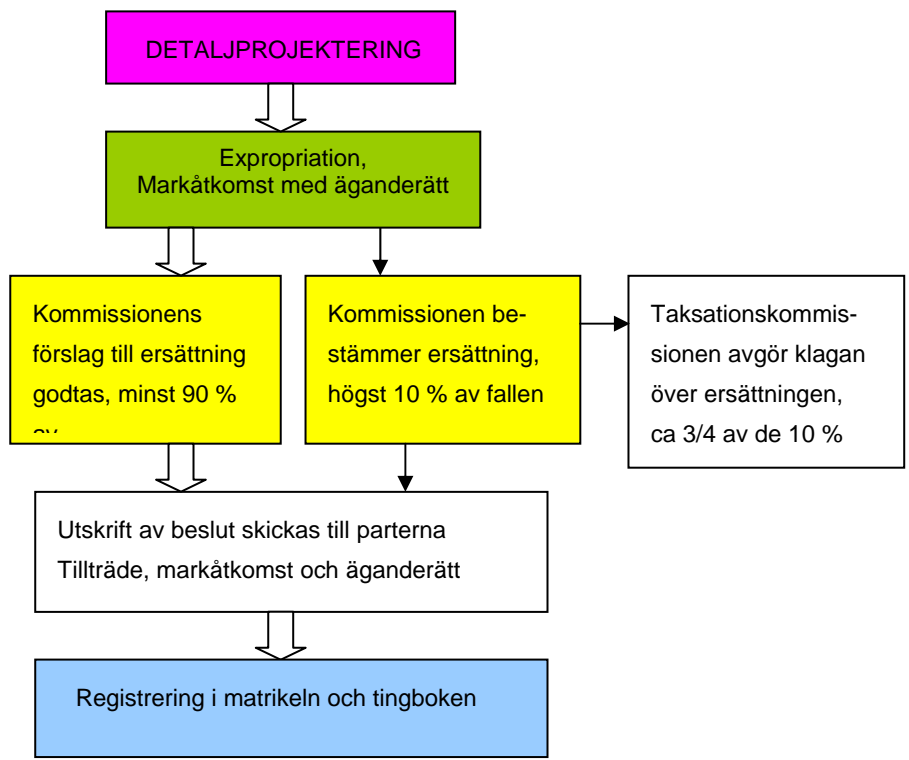 DETALJPROJEKTERING
Expropriation,
Markåtkomst med äganderätt
Kommissionens
förslag till ersättning
godtas, minst 90 %
Kommissionen be-
stämmer ersättning,
högst 10 % av fallen
Taksationskommis-
sionen avgör klagan
över ersättningen,
ca 3/4 av de 10 %
Utskrift av beslut skickas till parterna
Tillträde, markåtkomst och äganderätt
Registrering i matrikeln och tingboken